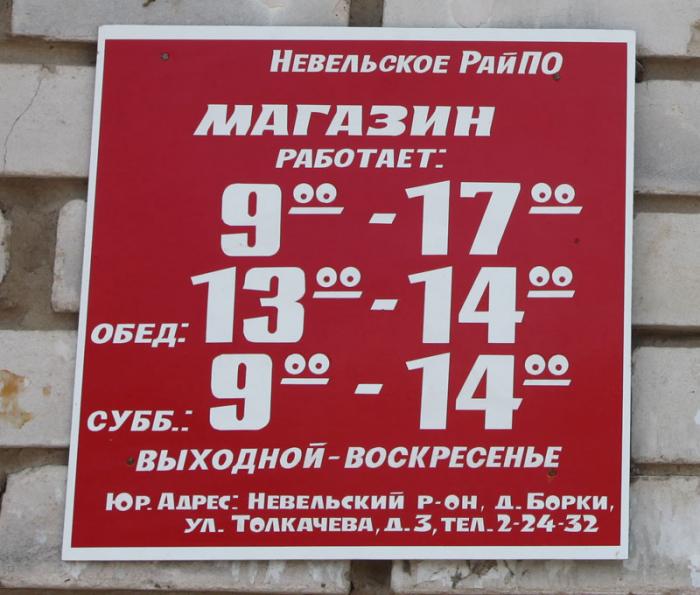 Невельское РайПО
МАГАЗИН
РАБОТАЕТ:
9⁰⁰ - 17⁰⁰
ОБЕД: 13⁰⁰ - 14⁰⁰
СУББ.: 9⁰⁰ - 14⁰⁰
ВЫХОДНОЙ - ВОСКРЕСЕНЬЕ
Юр. Адрес: Невельский р-он, д. Борки,
ул. Толкачева, д. 3, тел. 2-24-32